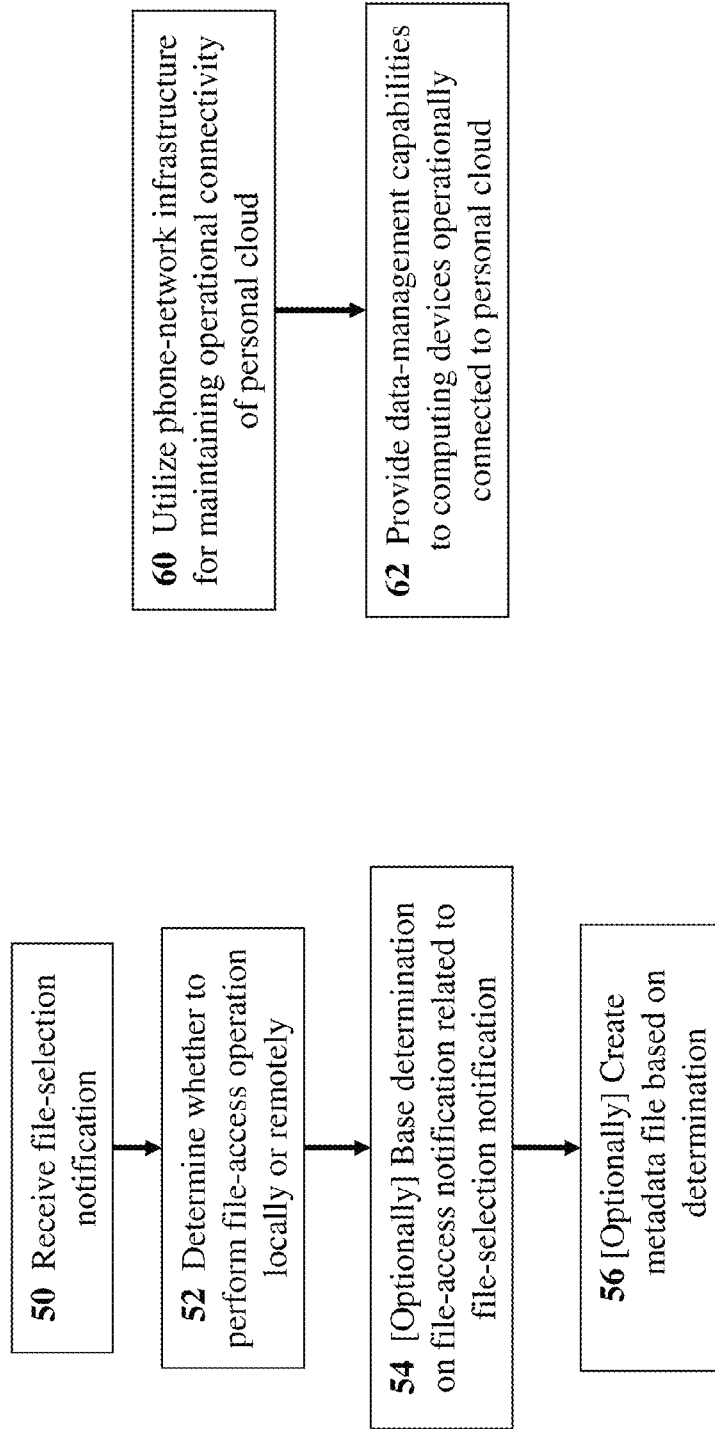 50 Receive file-selection
notification
52 Determine whether to
perform file-access operation
locally or remotely
54 [Optionally] Base determination
on file-access notification related to
file-selection notification
56 [Optionally] Create
metadata file based on
determination
60 Utilize phone-network infrastructure
for maintaining operational connectivity
of personal cloud
62 Provide data-management capabilities
to computing devices operationally
connected to personal cloud